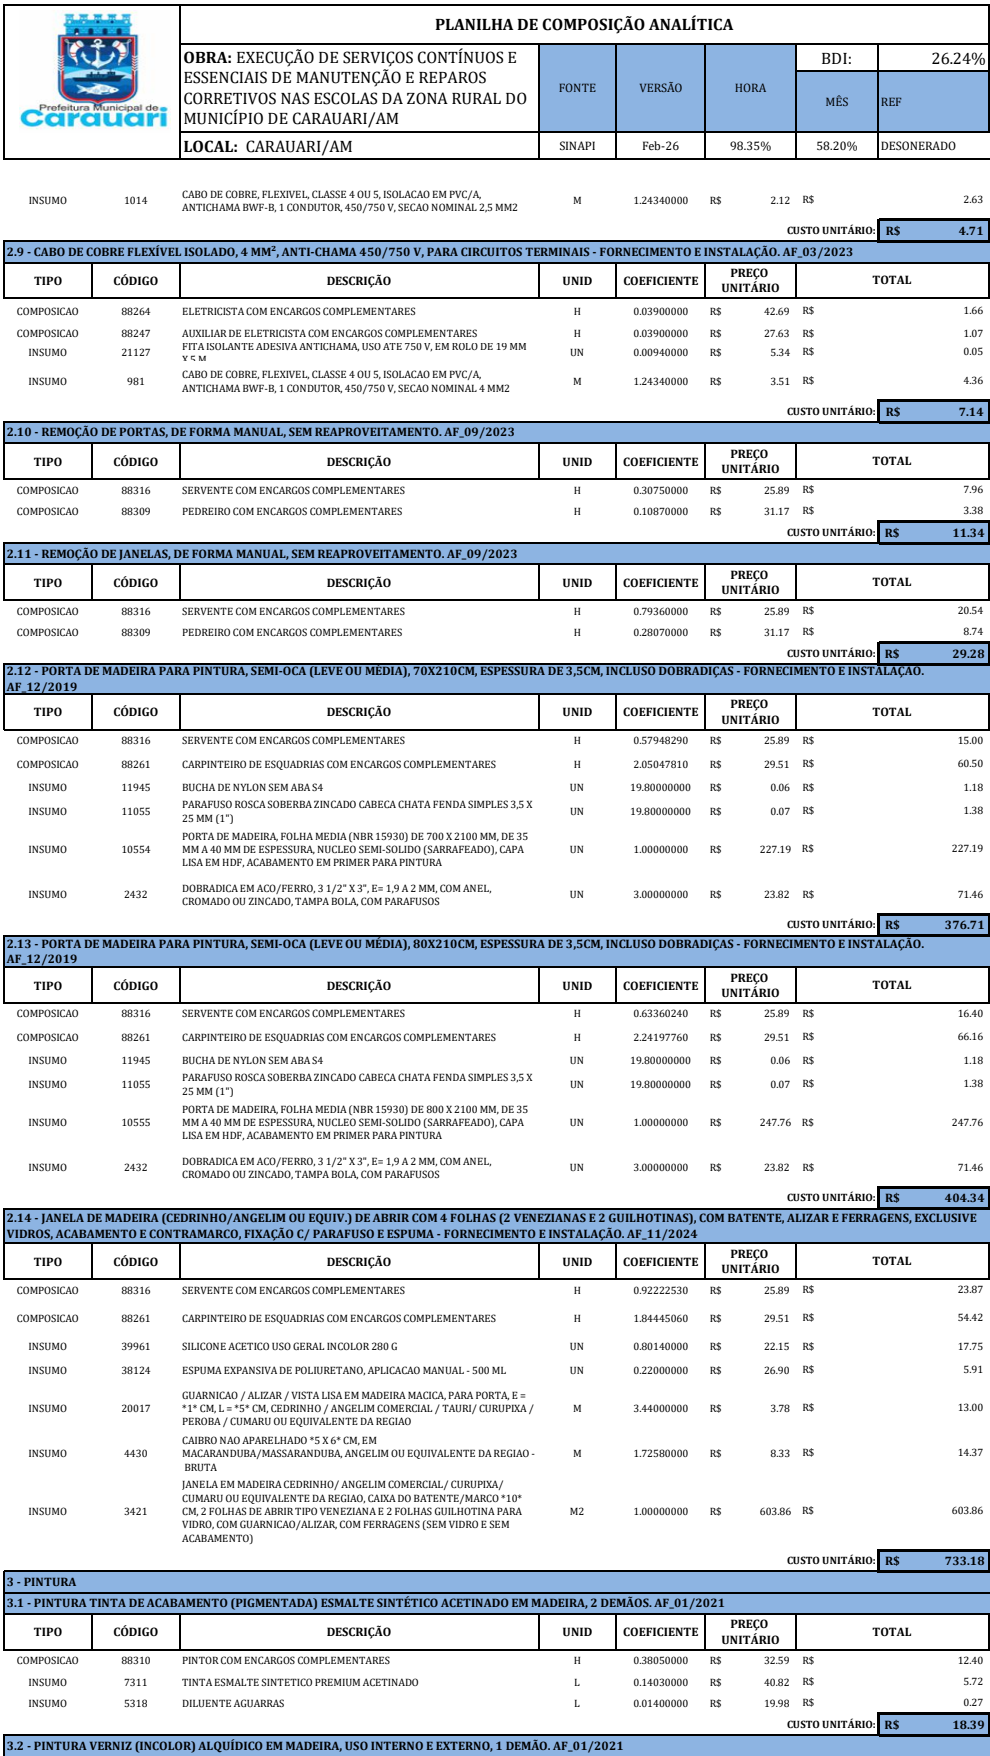 PLANILHA DE COMPOSIÇÃO ANALÍTICA
Prefeitura Municipal de
Carauari
OBRA: EXECUÇÃO DE SERVIÇOS CONTÍNUOS E
ESSENCIAIS DE MANUTENÇÃO E REPAROS
CORRETIVOS NAS ESCOLAS DA ZONA RURAL DO
MUNICÍPIO DE CARAUARI/AM
FONTE VERSÃO HORA BDI: 26.24%
MÊS REF
LOCAL: CARAUARI/AM SINAPI Feb-26 98.35% 58.20% DESONERADO
INSUMO 1014 CABO DE COBRE, FLEXIVEL, CLASSE 4 OU 5, ISOLACAO EM PVC/A,
ANTICHAMA BWF-B, 1 CONDUTOR, 450/750 V, SECAO NOMINAL 2,5 MM2 M 1.24340000 R$ 2.12 R$ 2.63
CUSTO UNITÁRIO: R$ 4.71
2.9 - CABO DE COBRE FLEXÍVEL ISOLADO, 4 MM², ANTI-CHAMA 450/750 V, PARA CIRCUITOS TERMINAIS - FORNECIMENTO E INSTALAÇÃO. AF_03/2023
TIPO CÓDIGO DESCRIÇÃO UNID COEFICIENTE PREÇO UNITÁRIO TOTAL
COMPOSICAO 88264 ELETRICISTA COM ENCARGOS COMPLEMENTARES H 0.03900000 R$ 42.69 R$ 1.66
COMPOSICAO 88247 AUXILIAR DE ELETRICISTA COM ENCARGOS COMPLEMENTARES H 0.03900000 R$ 27.63 R$ 1.07
INSUMO 21127 FITA ISOLANTE ADESIVA ANTICHAMA, USO ATE 750 V, EM ROLO DE 19 MM
X 5 M UN 0.00940000 R$ 5.34 R$ 0.05
INSUMO 981 CABO DE COBRE, FLEXIVEL, CLASSE 4 OU 5, ISOLACAO EM PVC/A,
ANTICHAMA BWF-B, 1 CONDUTOR, 450/750 V, SECAO NOMINAL 4 MM2 M 1.24340000 R$ 3.51 R$ 4.36
CUSTO UNITÁRIO: R$ 7.14
2.10 - REMOÇÃO DE PORTAS, DE FORMA MANUAL, SEM REAPROVEITAMENTO. AF_09/2023
TIPO CÓDIGO DESCRIÇÃO UNID COEFICIENTE PREÇO UNITÁRIO TOTAL
COMPOSICAO 88316 SERVENTE COM ENCARGOS COMPLEMENTARES H 0.30750000 R$ 25.89 R$ 7.96
COMPOSICAO 88309 PEDREIRO COM ENCARGOS COMPLEMENTARES H 0.10870000 R$ 31.17 R$ 3.38
CUSTO UNITÁRIO: R$ 11.34
2.11 - REMOÇÃO DE JANELAS, DE FORMA MANUAL, SEM REAPROVEITAMENTO. AF_09/2023
TIPO CÓDIGO DESCRIÇÃO UNID COEFICIENTE PREÇO UNITÁRIO TOTAL
COMPOSICAO 88316 SERVENTE COM ENCARGOS COMPLEMENTARES H 0.79360000 R$ 25.89 R$ 20.54
COMPOSICAO 88309 PEDREIRO COM ENCARGOS COMPLEMENTARES H 0.28070000 R$ 31.17 R$ 8.74
CUSTO UNITÁRIO: R$ 29.28
2.12 - PORTA DE MADEIRA PARA PINTURA, SEMI-OCA (LEVE OU MÉDIA), 70X210CM, ESPESSURA DE 3,5CM, INCLUSO DOBRADIÇAS - FORNECIMENTO E INSTALAÇÃO.
AF_12/2019
TIPO CÓDIGO DESCRIÇÃO UNID COEFICIENTE PREÇO UNITÁRIO TOTAL
COMPOSICAO 88316 SERVENTE COM ENCARGOS COMPLEMENTARES H 0.57948290 R$ 25.89 R$ 15.00
COMPOSICAO 88261 CARPINTEIRO DE ESQUADRIAS COM ENCARGOS COMPLEMENTARES H 2.05047810 R$ 29.51 R$ 60.50
INSUMO 11945 BUCHA DE NYLON SEM ABA S4 UN 19.80000000 R$ 0.06 R$ 1.18
INSUMO 11055 PARAFUSO ROSCA SOBERBA ZINCADO CABECA CHATA FENDA SIMPLES 3,5 X
25 MM (1") UN 19.80000000 R$ 0.07 R$ 1.38
INSUMO 10554 PORTA DE MADEIRA, FOLHA MEDIA (NBR 15930) DE 700 X 2100 MM, DE 35
MM A 40 MM DE ESPESSURA, NUCLEO SEMI-SOLIDO (SARRAFEADO), CAPA
LISA EM HDF, ACABAMENTO EM PRIMER PARA PINTURA UN 1.00000000 R$ 227.19 R$ 227.19
INSUMO 2432 DOBRADICA EM ACO/FERRO, 3 1/2" X 3", E= 1,9 A 2 MM, COM ANEL,
CROMADO OU ZINCADO, TAMPA BOLA, COM PARAFUSOS UN 3.00000000 R$ 23.82 R$ 71.46
CUSTO UNITÁRIO: R$ 376.71
2.13 - PORTA DE MADEIRA PARA PINTURA, SEMI-OCA (LEVE OU MÉDIA), 80X210CM, ESPESSURA DE 3,5CM, INCLUSO DOBRADIÇAS - FORNECIMENTO E INSTALAÇÃO.
AF_12/2019
TIPO CÓDIGO DESCRIÇÃO UNID COEFICIENTE PREÇO UNITÁRIO TOTAL
COMPOSICAO 88316 SERVENTE COM ENCARGOS COMPLEMENTARES H 0.63360240 R$ 25.89 R$ 16.40
COMPOSICAO 88261 CARPINTEIRO DE ESQUADRIAS COM ENCARGOS COMPLEMENTARES H 2.24197760 R$ 29.51 R$ 66.16
INSUMO 11945 BUCHA DE NYLON SEM ABA S4 UN 19.80000000 R$ 0.06 R$ 1.18
INSUMO 11055 PARAFUSO ROSCA SOBERBA ZINCADO CABECA CHATA FENDA SIMPLES 3,5 X
25 MM (1") UN 19.80000000 R$ 0.07 R$ 1.38
INSUMO 10555 PORTA DE MADEIRA, FOLHA MEDIA (NBR 15930) DE 800 X 2100 MM, DE 35
MM A 40 MM DE ESPESSURA, NUCLEO SEMI-SOLIDO (SARRAFEADO), CAPA
LISA EM HDF, ACABAMENTO EM PRIMER PARA PINTURA UN 1.00000000 R$ 247.76 R$ 247.76
INSUMO 2432 DOBRADICA EM ACO/FERRO, 3 1/2" X 3", E= 1,9 A 2 MM, COM ANEL,
CROMADO OU ZINCADO, TAMPA BOLA, COM PARAFUSOS UN 3.00000000 R$ 23.82 R$ 71.46
CUSTO UNITÁRIO: R$ 404.34
2.14 - JANELA DE MADEIRA (CEDRINHO/ANGELIM OU EQUIV.) DE ABRIR COM 4 FOLHAS (2 VENEZIANAS E 2 GUILHOTINAS), COM BATENTE, ALIZAR E FERRAGENS, EXCLUSIVE
VIDROS, ACABAMENTO E CONTRAMARCO, FIXAÇÃO C/ PARAFUSO E ESPUMA - FORNECIMENTO E INSTALAÇÃO. AF_11/2024
TIPO CÓDIGO DESCRIÇÃO UNID COEFICIENTE PREÇO UNITÁRIO TOTAL
COMPOSICAO 88316 SERVENTE COM ENCARGOS COMPLEMENTARES H 0.92222530 R$ 25.89 R$ 23.87
COMPOSICAO 88261 CARPINTEIRO DE ESQUADRIAS COM ENCARGOS COMPLEMENTARES H 1.84445060 R$ 29.51 R$ 54.42
INSUMO 39961 SILICONE ACETICO USO GERAL INCOLOR 280 G UN 0.80140000 R$ 22.15 R$ 17.75
INSUMO 38124 ESPUMA EXPANSIVA DE POLIURETANO, APLICACAO MANUAL - 500 ML UN 0.22000000 R$ 26.90 R$ 5.91
INSUMO 20017 GUARNICAO / ALIZAR / VISTA LISA EM MADEIRA MACICA, PARA PORTA, E =
*1* CM, L = *5* CM, CEDRINHO / ANGELIM COMERCIAL / TAURI/ CURUPIXA /
PEROBA / CUMARU OU EQUIVALENTE DA REGIAO M 3.44000000 R$ 3.78 R$ 13.00
INSUMO 4430 CAIBRO NAO APARELHADO *5 X 6* CM, EM
MACARANDUBA/MASSARANDUBA, ANGELIM OU EQUIVALENTE DA REGIAO -
BRUTA M 1.72580000 R$ 8.33 R$ 14.37
INSUMO 3421 JANELA EM MADEIRA CEDRINHO/ ANGELIM COMERCIAL/ CURUPIXA/
CUMARU OU EQUIVALENTE DA REGIAO, CAIXA DO BATENTE/MARCO *10*
CM, 2 FOLHAS DE ABRIR TIPO VENEZIANA E 2 FOLHAS GUILHOTINA PARA
VIDRO, COM GUARNICAO/ALIZAR, COM FERRAGENS (SEM VIDRO E SEM
ACABAMENTO) M2 1.00000000 R$ 603.86 R$ 603.86
CUSTO UNITÁRIO: R$ 733.18
3 - PINTURA
3.1 - PINTURA TINTA DE ACABAMENTO (PIGMENTADA) ESMALTE SINTÉTICO ACETINADO EM MADEIRA, 2 DEMÃOS. AF_01/2021
TIPO CÓDIGO DESCRIÇÃO UNID COEFICIENTE PREÇO UNITÁRIO TOTAL
COMPOSICAO 88310 PINTOR COM ENCARGOS COMPLEMENTARES H 0.38050000 R$ 32.59 R$ 12.40
INSUMO 7311 TINTA ESMALTE SINTETICO PREMIUM ACETINADO L 0.14030000 R$ 40.82 R$ 5.72
INSUMO 5318 DILUENTE AGUARRAS L 0.01400000 R$ 19.98 R$ 0.27
CUSTO UNITÁRIO: R$ 18.39
3.2 - PINTURA VERNIZ (INCOLOR) ALQUÍDICO EM MADEIRA, USO INTERNO E EXTERNO, 1 DEMÃO. AF_01/2021